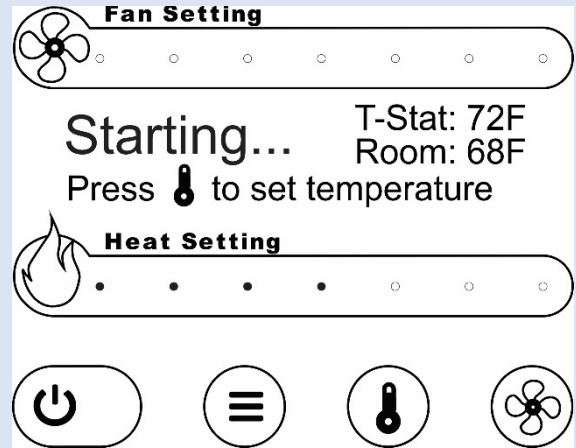 Fan Setting
Starting...
T-Stat: 72F
Room: 68F
Press to set temperature
Heat Setting